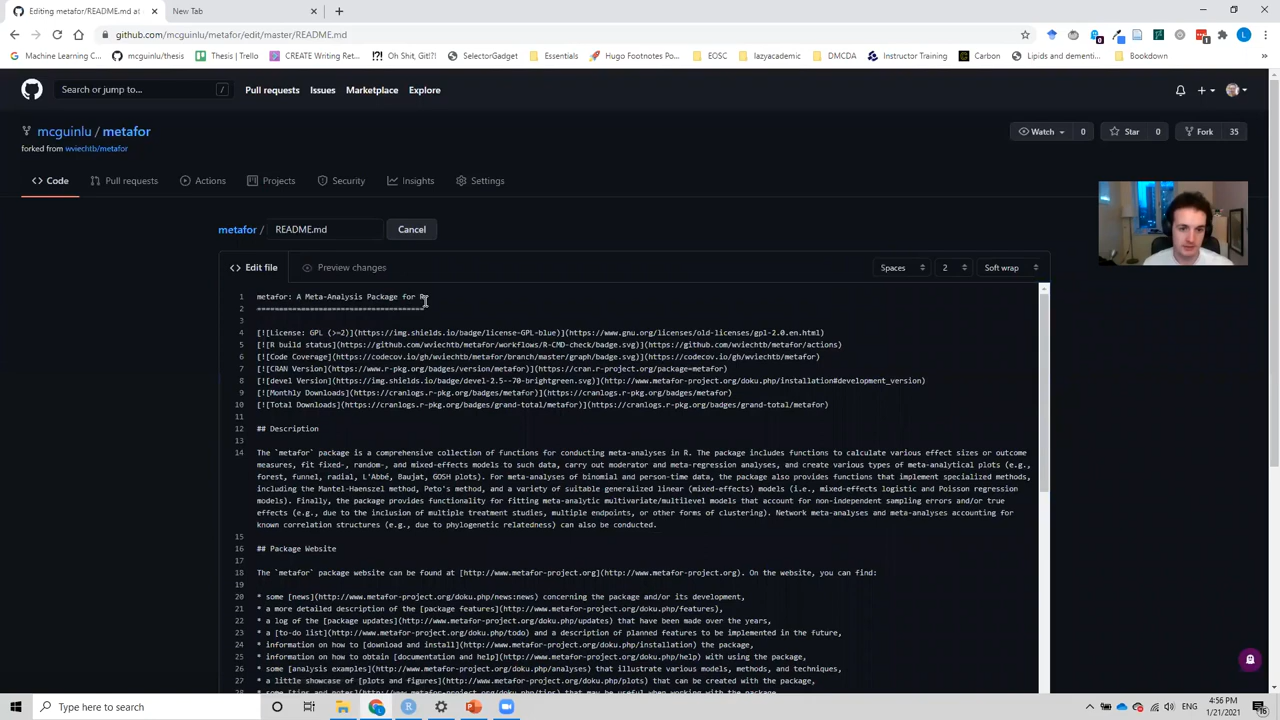 Editing metafor/README.md at
New Tab
github.com/mcguinlu/metafor/edit/master/README.md
Machine Learning C...
mcguinlu/thesis
Thesis | Trello
CREATE Writing Ret...
Oh Shit, Git!?!
SelectorGadget
Essentials
Hugo Footnotes Po...
EOSC
lazyacademic
DMCDA
Instructor Training
Carbon
Lipids and dementi...
Bookdown
Search or jump to...
/
Pull requests
Issues
Marketplace
Explore
mcguinlu / metafor
forked from wviechtb/metafor
Watch 0
Star 0
Fork 35
Code
Pull requests
Actions
Projects
Security
Insights
Settings
metafor / README.md
Cancel
<> Edit file
Preview changes
Spaces
2
Soft wrap
1 metafor: A Meta-Analysis Package for R
2 ======================================
3
4 [![License: GPL (>=2)](https://img.shields.io/badge/license-GPL-blue)](https://www.gnu.org/licenses/old-licenses/gpl-2.0.en.html)
5 [![R build status](https://github.com/wviechtb/metafor/workflows/R-CMD-check/badge.svg)](https://github.com/wviechtb/metafor/actions)
6 [![Code Coverage](https://codecov.io/gh/wviechtb/metafor/branch/master/graph/badge.svg)](https://codecov.io/gh/wviechtb/metafor)
7 [![CRAN Version](https://www.r-pkg.org/badges/version/metafor)](https://cran.r-project.org/package=metafor)
8 [![devel Version](https://img.shields.io/badge/devel-2.5--70-brightgreen.svg)](http://www.metafor-project.org/doku.php/installation#development_version)
9 [![Monthly Downloads](https://cranlogs.r-pkg.org/badges/metafor)](https://cranlogs.r-pkg.org/badges/metafor)
10 [![Total Downloads](https://cranlogs.r-pkg.org/badges/grand-total/metafor)](https://cranlogs.r-pkg.org/badges/grand-total/metafor)
11
12 ## Description
13
14 The `metafor` package is a comprehensive collection of functions for conducting meta-analyses in R. The package includes functions to calculate various effect sizes or outcome
measures, fit fixed-, random-, and mixed-effects models to such data, carry out moderator and meta-regression analyses, and create various types of meta-analytical plots (e.g.,
forest, funnel, radial, L'Abbé, Baujat, GOSH plots). For meta-analyses of binomial and person-time data, the package also provides functions that implement specialized methods,
including the Mantel-Haenszel method, Peto's method, and a variety of suitable generalized linear (mixed-effects) models (i.e., mixed-effects logistic and Poisson regression
models). Finally, the package provides functionality for fitting meta-analytic multivariate/multilevel models that account for non-independent sampling errors and/or true
effects (e.g., due to the inclusion of multiple treatment studies, multiple endpoints, or other forms of clustering). Network meta-analyses and meta-analyses accounting for
known correlation structures (e.g., due to phylogenetic relatedness) can also be conducted.
15
16 ## Package Website
17
18 The `metafor` package website can be found at [http://www.metafor-project.org](http://www.metafor-project.org). On the website, you can find:
19
20 * some [news](http://www.metafor-project.org/doku.php/news:news) concerning the package and/or its development,
21 * a more detailed description of the [package features](http://www.metafor-project.org/doku.php/features),
22 * a log of the [package updates](http://www.metafor-project.org/doku.php/updates) that have been made over the years,
23 * a [to-do list](http://www.metafor-project.org/doku.php/todo) and a description of planned features to be implemented in the future,
24 * information on how to [download and install](http://www.metafor-project.org/doku.php/installation) the package,
25 * information on how to obtain [documentation and help](http://www.metafor-project.org/doku.php/help) with using the package,
26 * some [analysis examples](http://www.metafor-project.org/doku.php/analyses) that illustrate various models, methods, and techniques,
27 * a little showcase of [plots and figures](http://www.metafor-project.org/doku.php/plots) that can be created with the package,
28 * some [tips and notes](http://www.metafor-project.org/doku.php/tips) that may be useful when working with the package
Type here to search
ENG
4:56 PM
1/21/2021